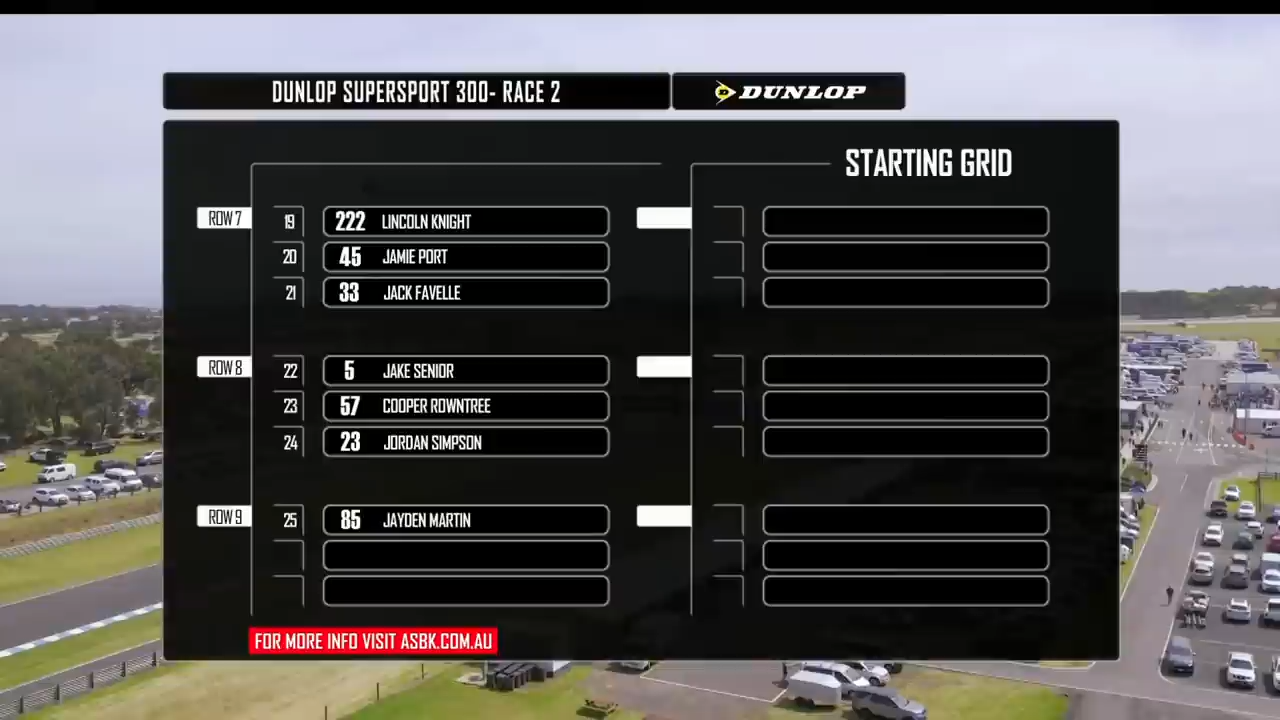 DUNLOP SUPERSPORT 300- RACE 2
DUNLOP
STARTING GRID
ROW 7
19 222 LINCOLN KNIGHT
20 45 JAMIE PORT
21 33 JACK FAVELLE
ROW 8
22 5 JAKE SENIOR
23 57 COOPER ROWNTREE
24 23 JORDAN SIMPSON
ROW 9
25 85 JAYDEN MARTIN
FOR MORE INFO VISIT ASBK.COM.AU